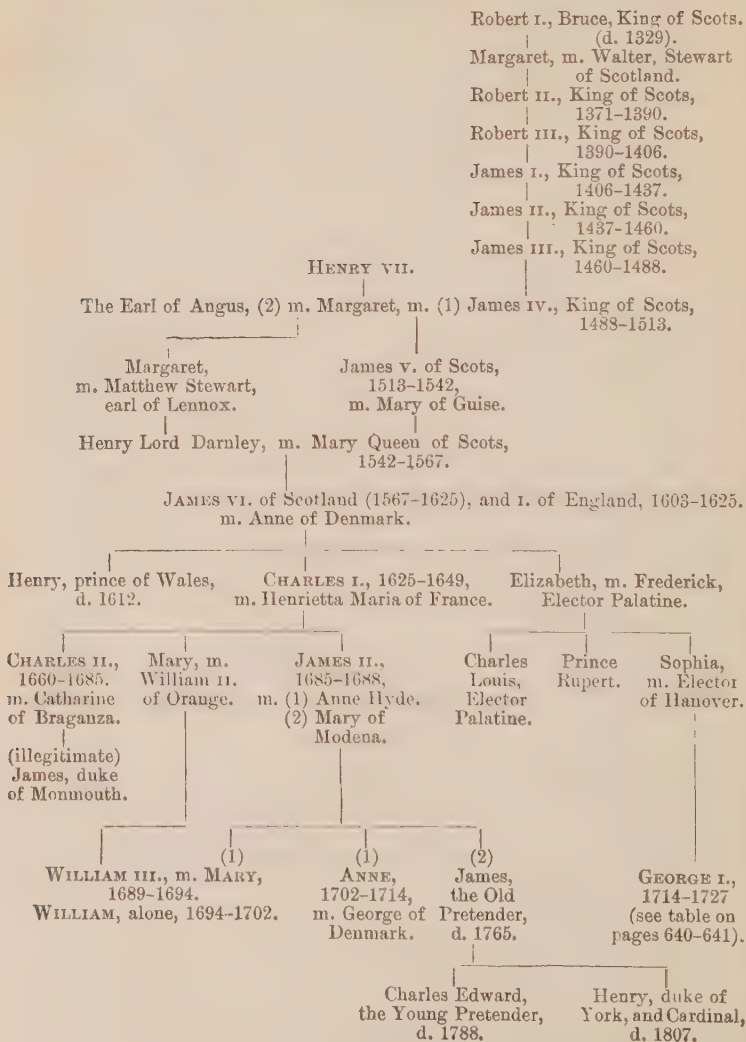 Robert I., Bruce, King of Scots.
(d. 1329).
Margaret, m. Walter, Stewart
of Scotland.
Robert II., King of Scots,
1371–1390.
Robert III., King of Scots,
1390–1406.
James I., King of Scots,
1406–1437.
James II., King of Scots,
1437–1460.
James III., King of Scots,
1460–1488.
HENRY VII.
The Earl of Angus, (2) m. Margaret, m. (1) James IV., King of Scots,
1488–1513.
Margaret,
m. Matthew Stewart,
earl of Lennox.
James V. of Scots,
1513–1542,
m. Mary of Guise.
Henry Lord Darnley, m. Mary Queen of Scots,
1542–1567.
JAMES VI. of Scotland (1567–1625), and I. of England, 1603–1625.
m. Anne of Denmark.
Henry, prince of Wales,
d. 1612.
CHARLES I., 1625–1649,
m. Henrietta Maria of France.
Elizabeth, m. Frederick,
Elector Palatine.
CHARLES II.,
1660–1685.
m. Catharine
of Braganza.
(illegitimate)
James, duke
of Monmouth.
Mary, m.
William II.
of Orange.
JAMES II.,
1685–1688,
m. (1) Anne Hyde.
(2) Mary of
Modena.
Charles
Louis,
Elector
Palatine.
Prince
Rupert.
Sophia,
m. Elector
of Hanover.
(1)
WILLIAM III., m. MARY,
1689–1694.
WILLIAM, alone, 1694–1702.
(1)
ANNE,
1702–1714,
m. George of
Denmark.
(2)
James,
the Old
Pretender,
d. 1765.
GEORGE I.,
1714–1727
(see table on
pages 640–641).
Charles Edward,
the Young Pretender,
d. 1788.
Henry, duke of
York, and Cardinal,
d. 1807.